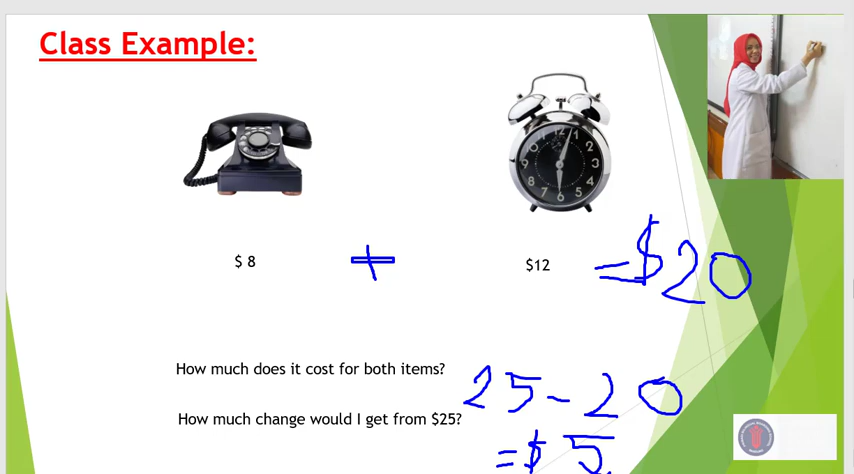 Class Example:
$ 8 + $12 = $20
How much does it cost for both items?
25 - 20
How much change would I get from $25?
= $ 5